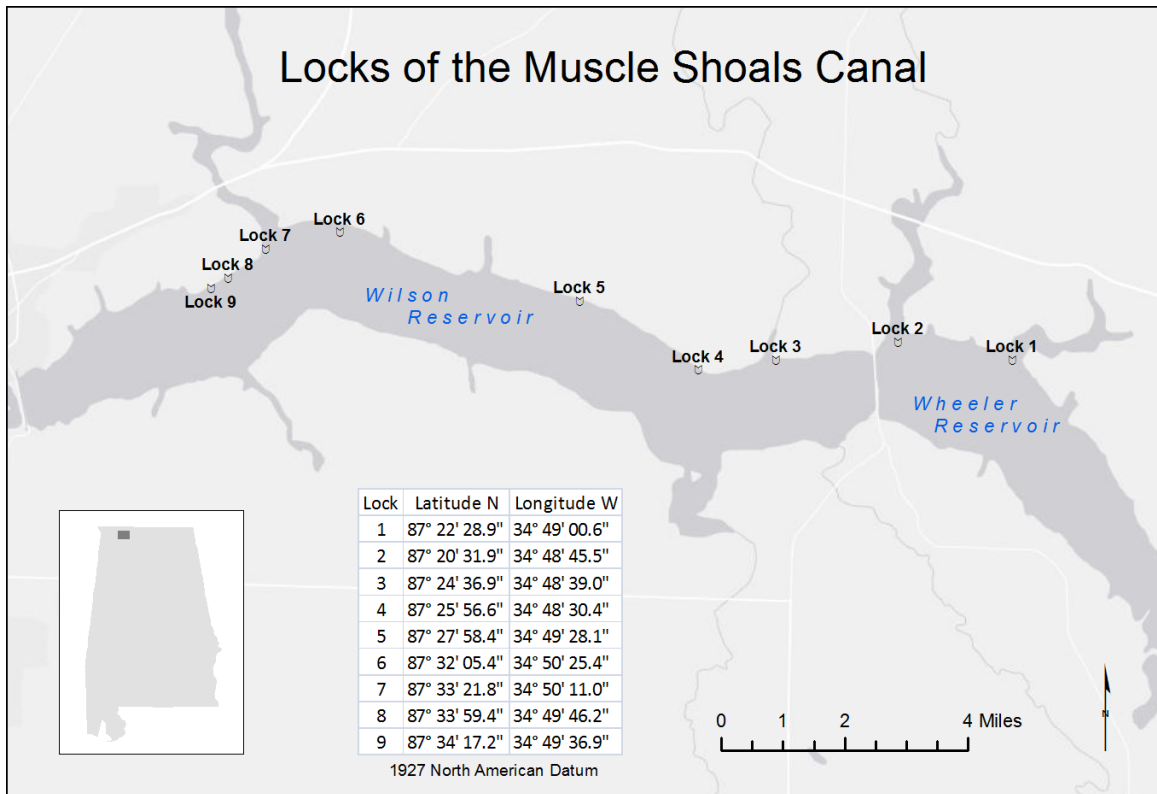 Locks of the Muscle Shoals Canal
Lock 6
Lock 7
Lock 8
Lock 9
Wilson
Reservoir
Lock 5
Lock 4
Lock 3
Lock 2
Lock 1
Wheeler
Reservoir
Lock Latitude N Longitude W
1 87° 22' 28.9" 34° 49' 00.6"
2 87° 20' 31.9" 34° 48' 45.5"
3 87° 24' 36.9" 34° 48' 39.0"
4 87° 25' 56.6" 34° 48' 30.4"
5 87° 27' 58.4" 34° 49' 28.1"
6 87° 32' 05.4" 34° 50' 25.4"
7 87° 33' 21.8" 34° 50' 11.0"
8 87° 33' 59.4" 34° 49' 46.2"
9 87° 34' 17.2" 34° 49' 36.9"
1927 North American Datum
0 1 2 4 Miles
N